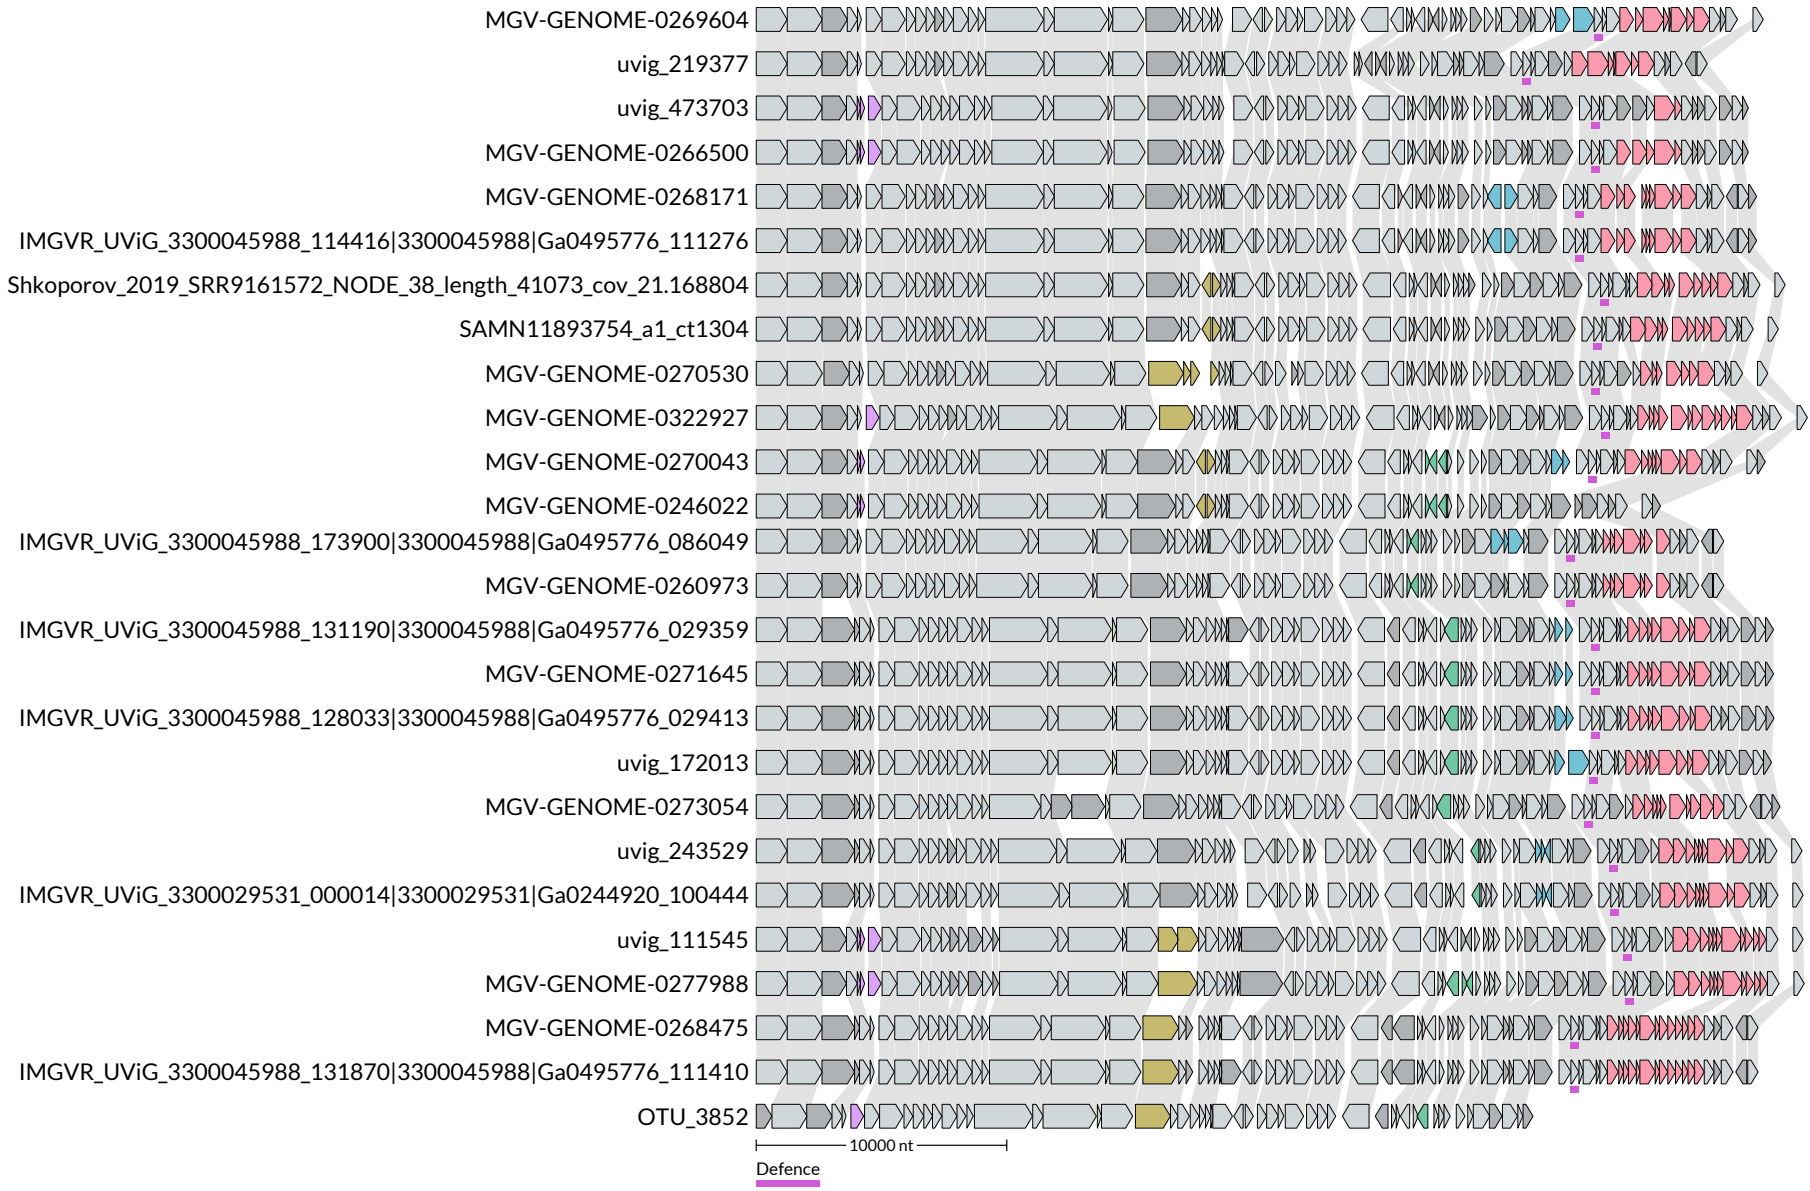 MGV-GENOME-0269604
uvig_219377
uvig_473703
MGV-GENOME-0266500
MGV-GENOME-0268171
IMGVR_UViG_3300045988_114416|3300045988|Ga0495776_111276
Shkoporov_2019_SRR9161572_NODE_38_length_41073_cov_21.168804
SAMN11893754_a1_ct1304
MGV-GENOME-0270530
MGV-GENOME-0322927
MGV-GENOME-0270043
MGV-GENOME-0246022
IMGVR_UViG_3300045988_173900|3300045988|Ga0495776_086049
MGV-GENOME-0260973
IMGVR_UViG_3300045988_131190|3300045988|Ga0495776_029359
MGV-GENOME-0271645
IMGVR_UViG_3300045988_128033|3300045988|Ga0495776_029413
uvig_172013
MGV-GENOME-0273054
uvig_243529
IMGVR_UViG_3300029531_000014|3300029531|Ga0244920_100444
uvig_111545
MGV-GENOME-0277988
MGV-GENOME-0268475
IMGVR_UViG_3300045988_131870|3300045988|Ga0495776_111410
OTU_3852
10000 nt
Defence